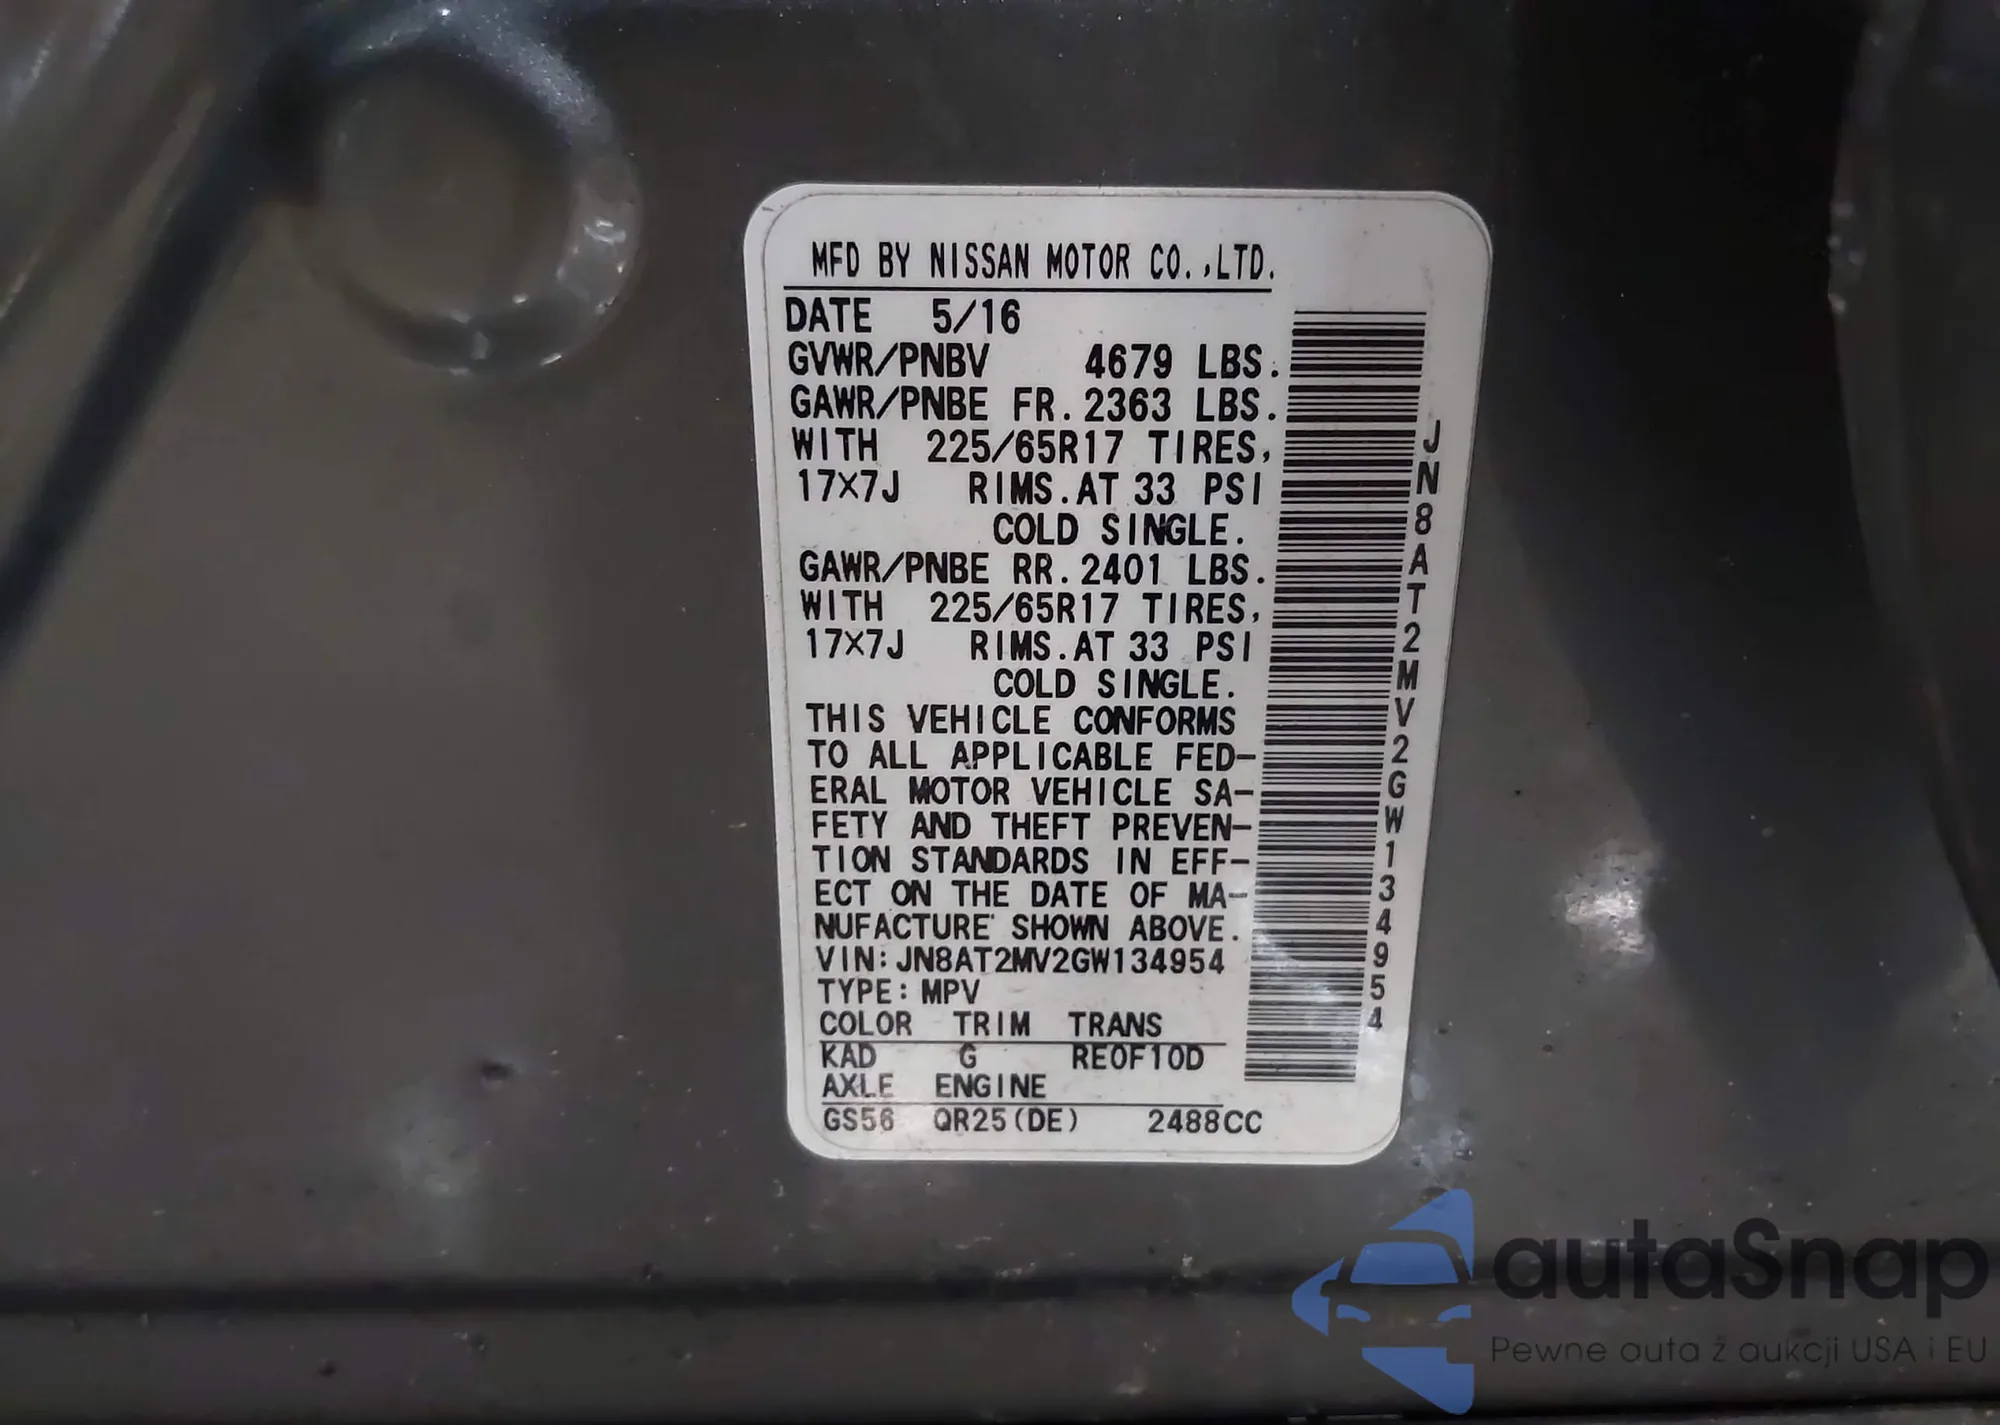 MFD BY NISSAN MOTOR CO.,LTD.
DATE 5/16
GVWR/PNBV 4679 LBS.
GAWR/PNBE FR. 2363 LBS.
WITH 225/65R17 TIRES,
17X7J RIMS.AT 33 PSI
COLD SINGLE.
GAWR/PNBE RR. 2401 LBS.
WITH 225/65R17 TIRES,
17X7J RIMS.AT 33 PSI
COLD SINGLE.
THIS VEHICLE CONFORMS
TO ALL APPLICABLE FED-
ERAL MOTOR VEHICLE SA-
FETY AND THEFT PREVEN-
TION STANDARDS IN EFF-
ECT ON THE DATE OF MA-
NUFACTURE SHOWN ABOVE.
VIN: JN8AT2MV2GW134954
TYPE: MPV
COLOR TRIM TRANS
KAD G RE0F10D
AXLE ENGINE
GS56 QR25(DE) 2488CC
JN8AT2MV2GW134954
autaSnap
Pewne auta z aukcji USA i EU